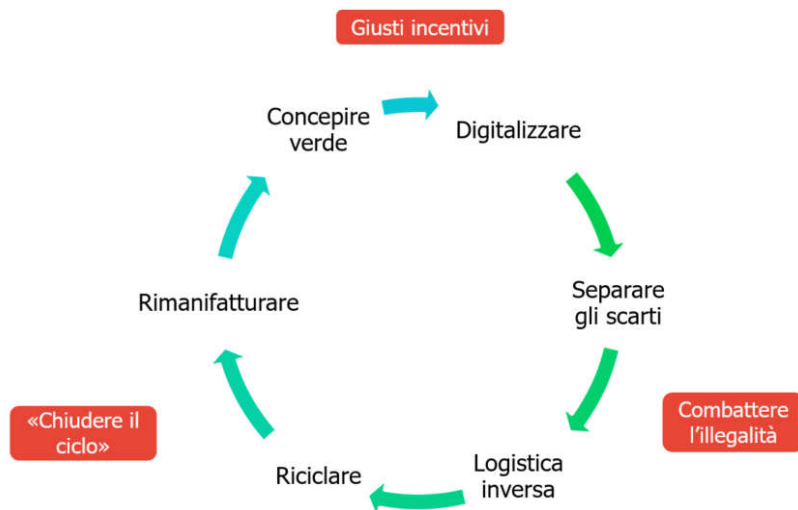 Giusti incentivi
Concepire
verde
Digitalizzare
Separare
gli scarti
Combattere
l'illegalità
Logistica
inversa
Riciclare
«Chiudere il
ciclo»
Rimanifatturare